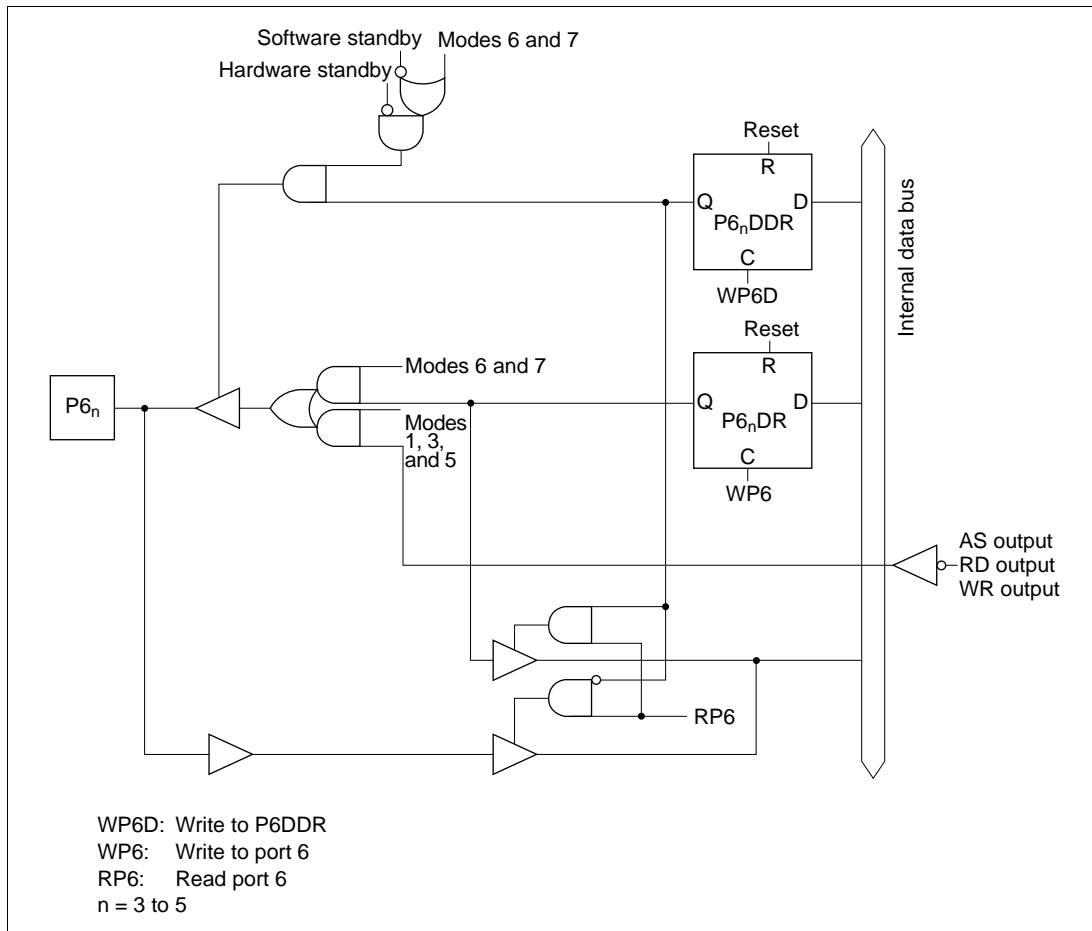 Software standby
Modes 6 and 7
Hardware standby
Reset
R
Q
D
P6nDDR
C
WP6D
Internal data bus
Reset
R
Modes 6 and 7
P6n
Q
D
P6nDR
Modes
1, 3,
and 5
C
WP6
AS output
RD output
WR output
RP6
WP6D: Write to P6DDR
WP6: Write to port 6
RP6: Read port 6
n = 3 to 5